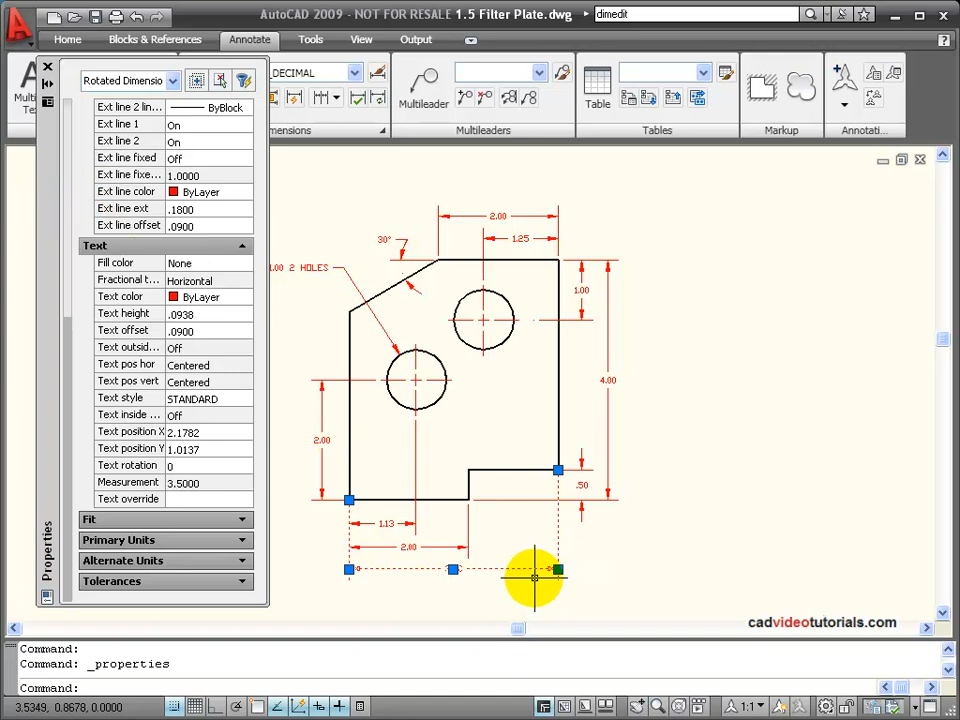 AutoCAD 2009 - NOT FOR RESALE 1.5 Filter Plate.dwg
dimedit
Home Blocks & References Annotate Tools View Output
DECIMAL
Multileader
Table
Multileaders
Tables
Markup
Annotati...
Rotated Dimensio
Ext line 2 lin... ByBlock
Ext line 1 On
Ext line 2 On
Ext line fixed Off
Ext line fixe... 1.0000
Ext line color ByLayer
Ext line ext .1800
Ext line offset .0900
Text
Fill color None
Fractional t... Horizontal
Text color ByLayer
Text height .0938
Text offset .0900
Text outsid... Off
Text pos hor Centered
Text pos vert Centered
Text style STANDARD
Text inside ... Off
Text position X 2.1782
Text position Y 1.0137
Text rotation 0
Measurement 3.5000
Text override
Fit
Primary Units
Alternate Units
Tolerances
Properties
2.00
1.25
30°
1.00 2 HOLES
1.00
4.00
2.00
.50
1.13
2.00
cadvideotutorials.com
Command:
Command: _properties
Command:
3.5349, 0.8678, 0.0000
1:1